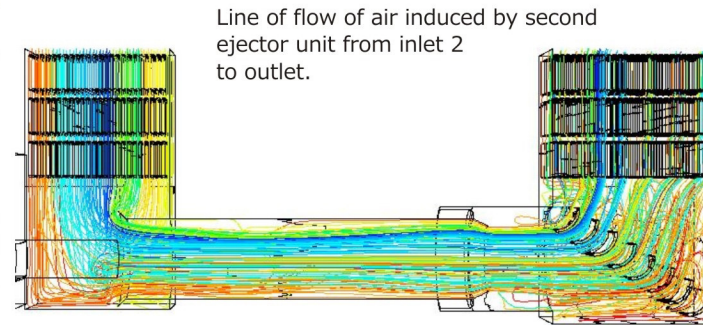 Line of flow of air induced by second
ejector unit from inlet 2
to outlet.